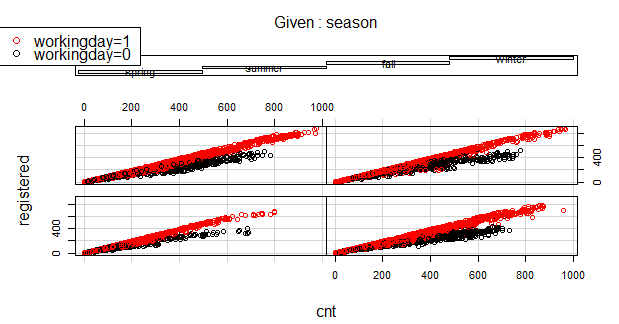 Given : season
workingday=1
workingday=0
spring
summer
fall
winter
0 200 400 600 800 1000
0 400
registered
0 400
0 200 400 600 800 1000
cnt